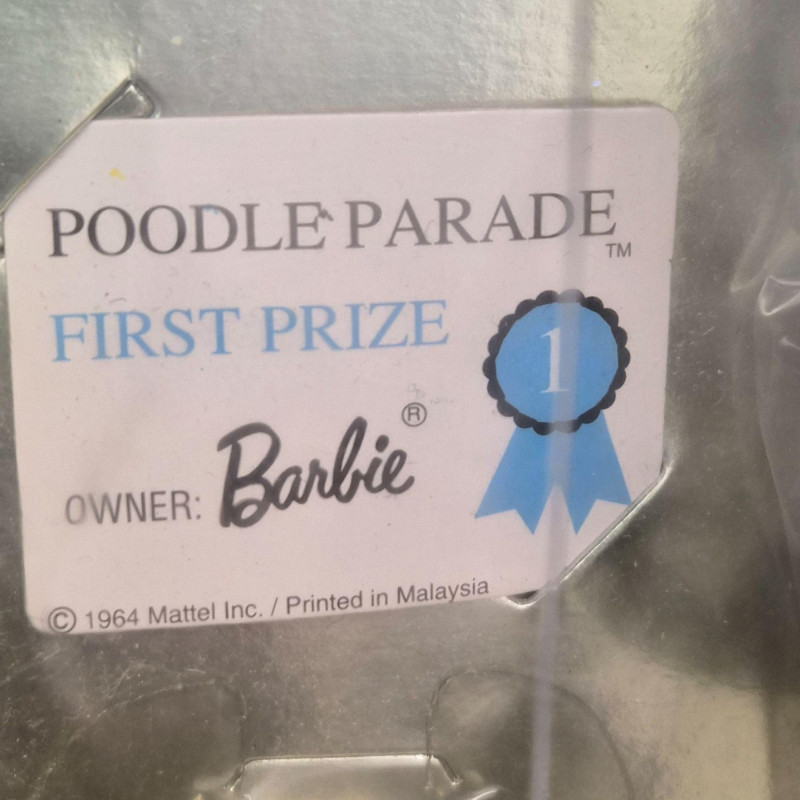 POODLE PARADE™
FIRST PRIZE
1
OWNER: Barbie®
© 1964 Mattel Inc. / Printed in Malaysia